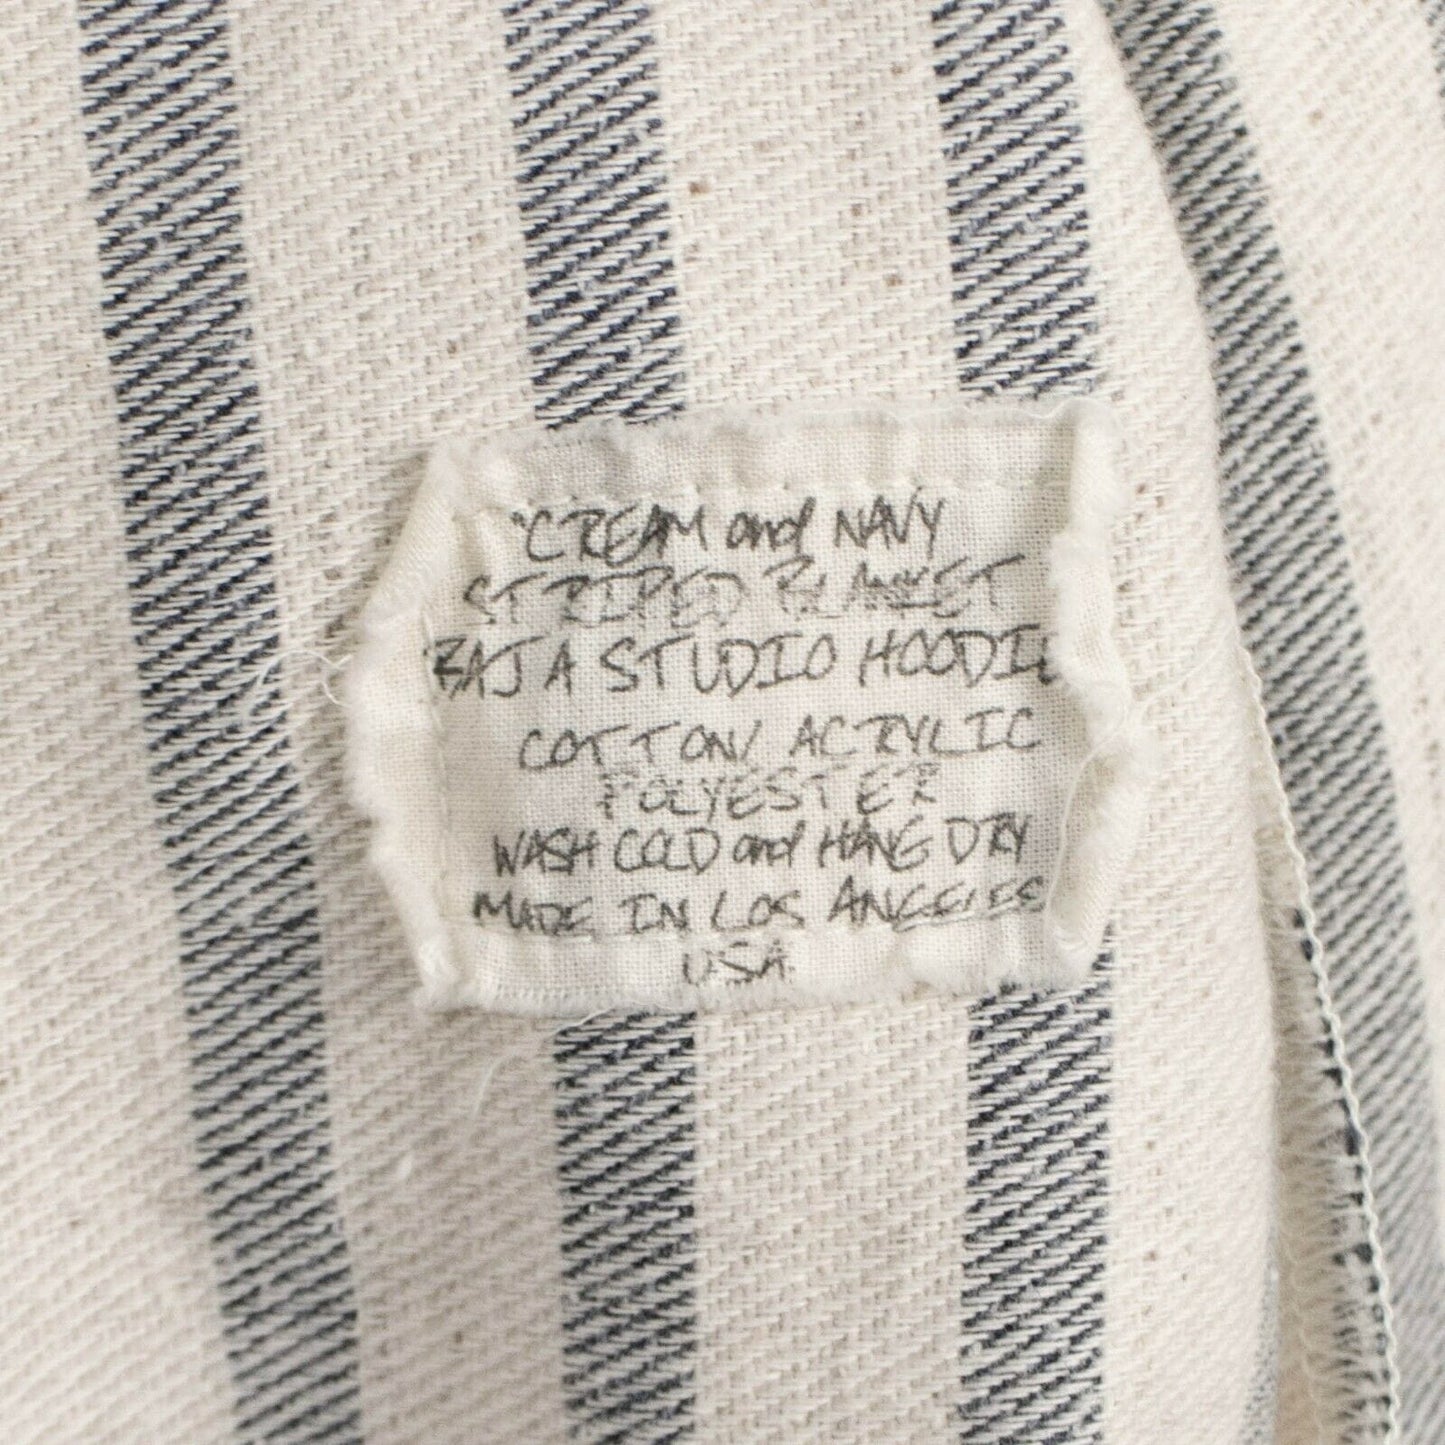 "CREAM and NAVY
STRIPED BLANKET
BAJA STUDIO HOODIE
COTTON/ ACRYLIC
POLYESTER
WASH COLD and HANG DRY
MADE IN LOS ANGELES
USA